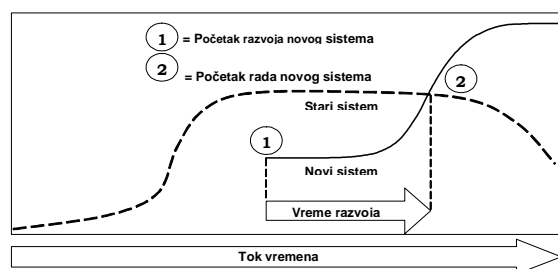 1 = Početak razvoja novog sistema
2 = Početak rada novog sistema
2
Stari sistem
1
Novi sistem
Vreme razvoja
Tok vremena